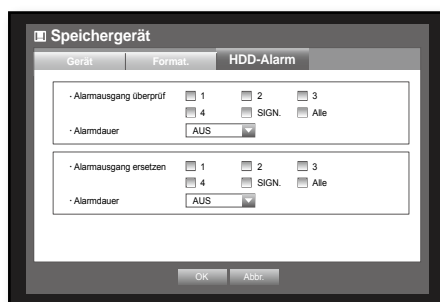 Speichergerät
Gerät Format. HDD-Alarm
· Alarmausgang überprüf 1 2 3
4 SIGN. Alle
· Alarmdauer AUS
· Alarmausgang ersetzen 1 2 3
4 SIGN. Alle
· Alarmdauer AUS
OK Abbr.